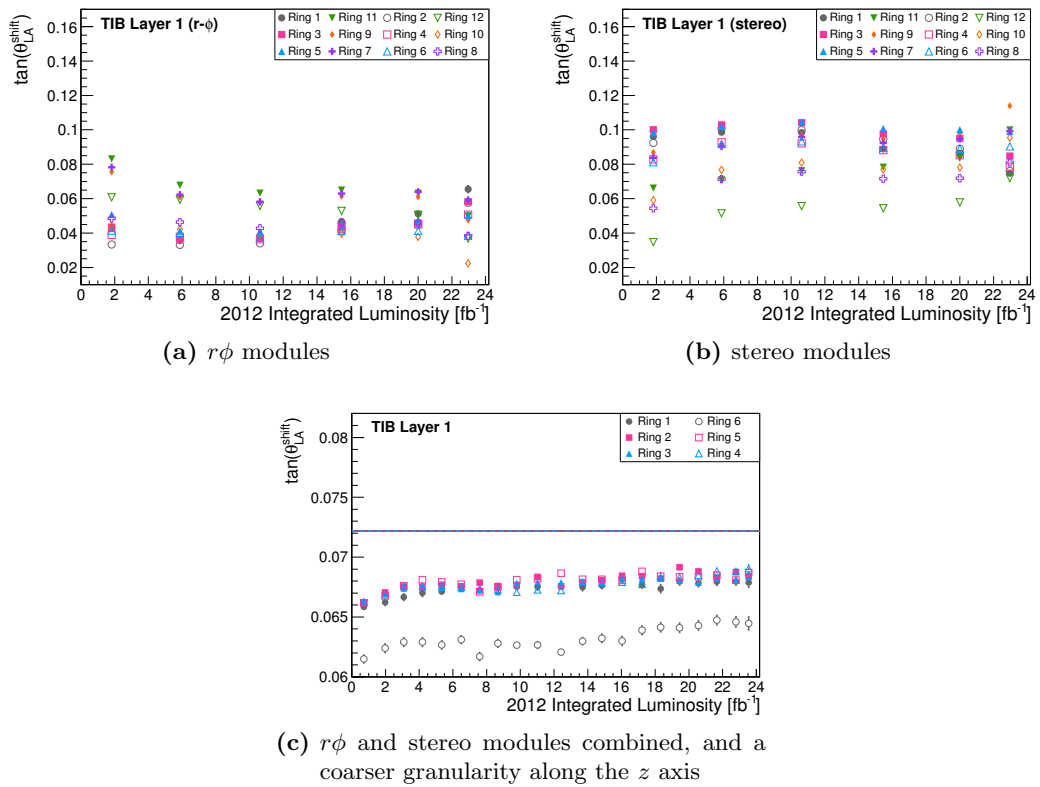 TIB Layer 1 (r-ϕ)
Ring 1 Ring 11 Ring 2 Ring 12
Ring 3 Ring 9 Ring 4 Ring 10
Ring 5 Ring 7 Ring 6 Ring 8
tan(θ_LA^shift)
0.16
0.14
0.12
0.1
0.08
0.06
0.04
0.02
0 2 4 6 8 10 12 14 16 18 20 22 24
2012 Integrated Luminosity [fb⁻¹]
(a) rϕ modules
TIB Layer 1 (stereo)
Ring 1 Ring 11 Ring 2 Ring 12
Ring 3 Ring 9 Ring 4 Ring 10
Ring 5 Ring 7 Ring 6 Ring 8
tan(θ_LA^shift)
0.16
0.14
0.12
0.1
0.08
0.06
0.04
0.02
0 2 4 6 8 10 12 14 16 18 20 22 24
2012 Integrated Luminosity [fb⁻¹]
(b) stereo modules
TIB Layer 1
Ring 1 Ring 6
Ring 2 Ring 5
Ring 3 Ring 4
tan(θ_LA^shift)
0.08
0.075
0.07
0.065
0.06
0 2 4 6 8 10 12 14 16 18 20 22 24
2012 Integrated Luminosity [fb⁻¹]
(c) rϕ and stereo modules combined, and a
coarser granularity along the z axis